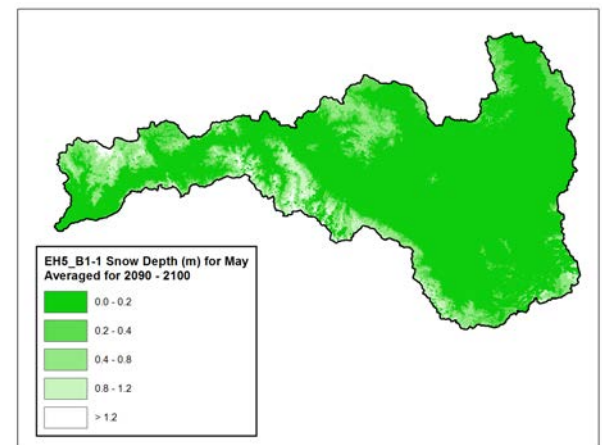 EH5_B1-1 Snow Depth (m) for May
Averaged for 2090 - 2100
0.0 - 0.2
0.2 - 0.4
0.4 - 0.8
0.8 - 1.2
> 1.2